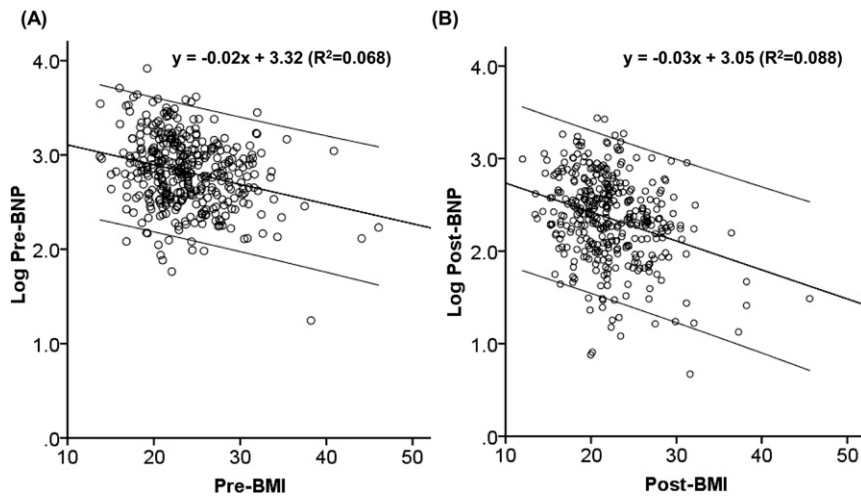 (A)
y = -0.02x + 3.32 (R²=0.068)
4.0
3.0
2.0
1.0
.0
Log Pre-BNP
10 20 30 40 50
Pre-BMI
(B)
y = -0.03x + 3.05 (R²=0.088)
4.0
3.0
2.0
1.0
.0
Log Post-BNP
10 20 30 40 50
Post-BMI